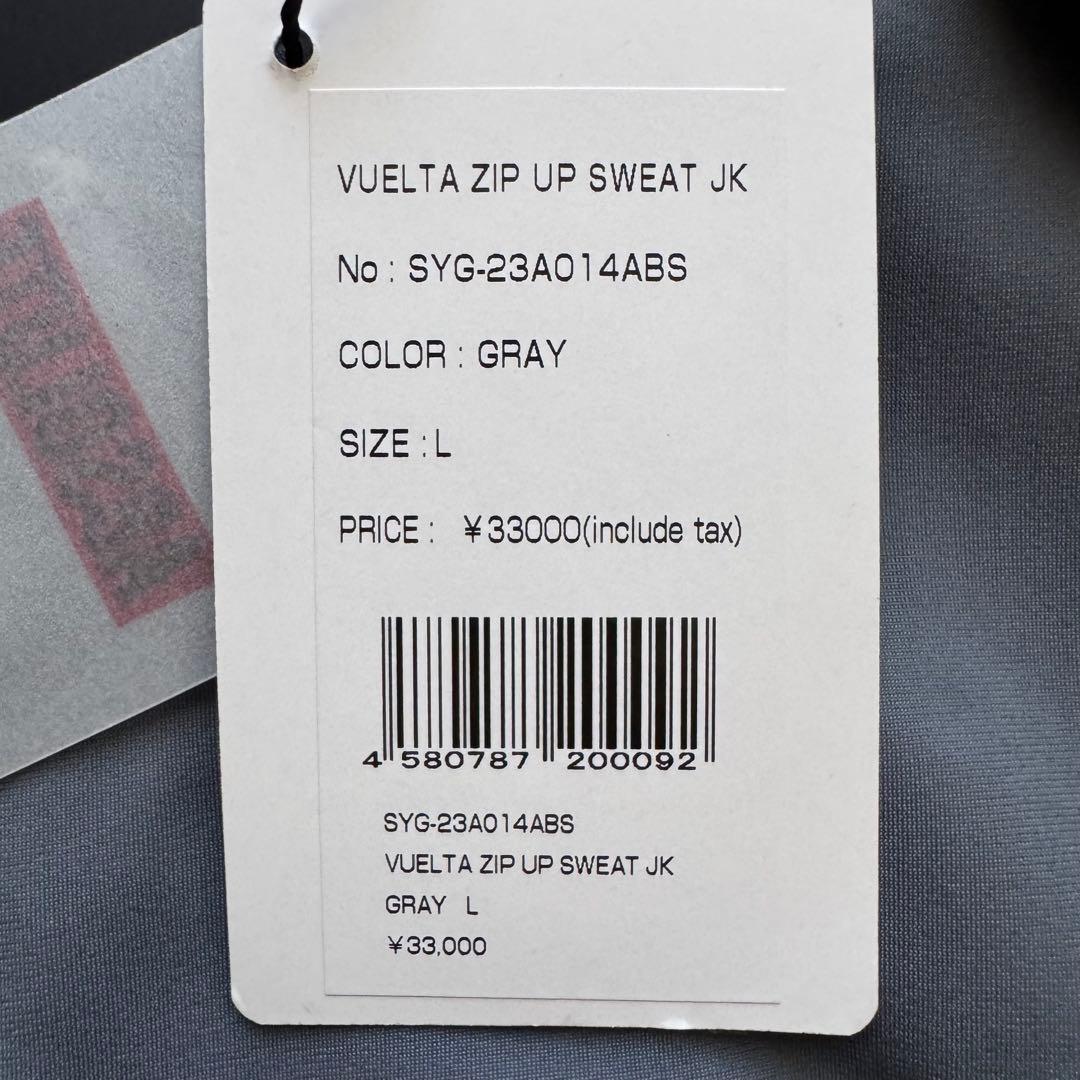 VUELTA ZIP UP SWEAT JK
No : SYG-23A014ABS
COLOR : GRAY
SIZE : L
PRICE : ¥33000(include tax)
4 580787 200092
SYG-23A014ABS
VUELTA ZIP UP SWEAT JK
GRAY L
¥33,000